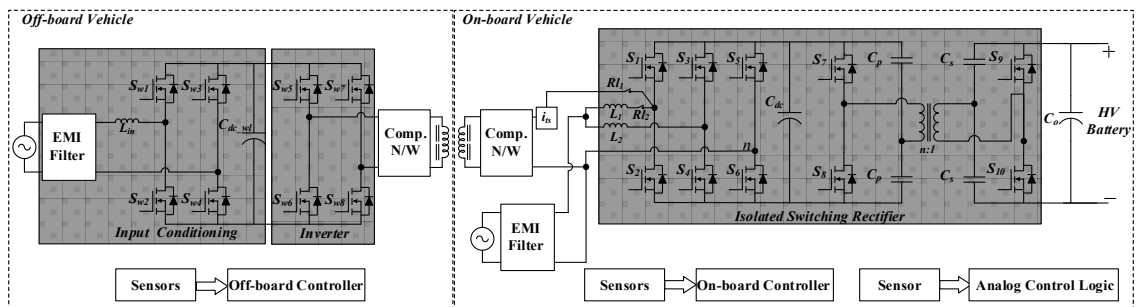 Off-board Vehicle
On-board Vehicle
Sw1
Sw3
Sw5
Sw7
Lin
Cdc_wl
EMI
Filter
Sw2
Sw4
Sw6
Sw8
Input Conditioning
Inverter
Comp.
N/W
Comp.
N/W
its
Rl1
L1
Rl2
L2
EMI
Filter
S1
S3
S5
S7
Cp
Cs
S9
Cdc
n
n:1
S2
S4
S6
S8
Cp
Cs
S10
Co
+
HV
Battery
−
Isolated Switching Rectifier
Sensors
Off-board Controller
Sensors
On-board Controller
Sensor
Analog Control Logic